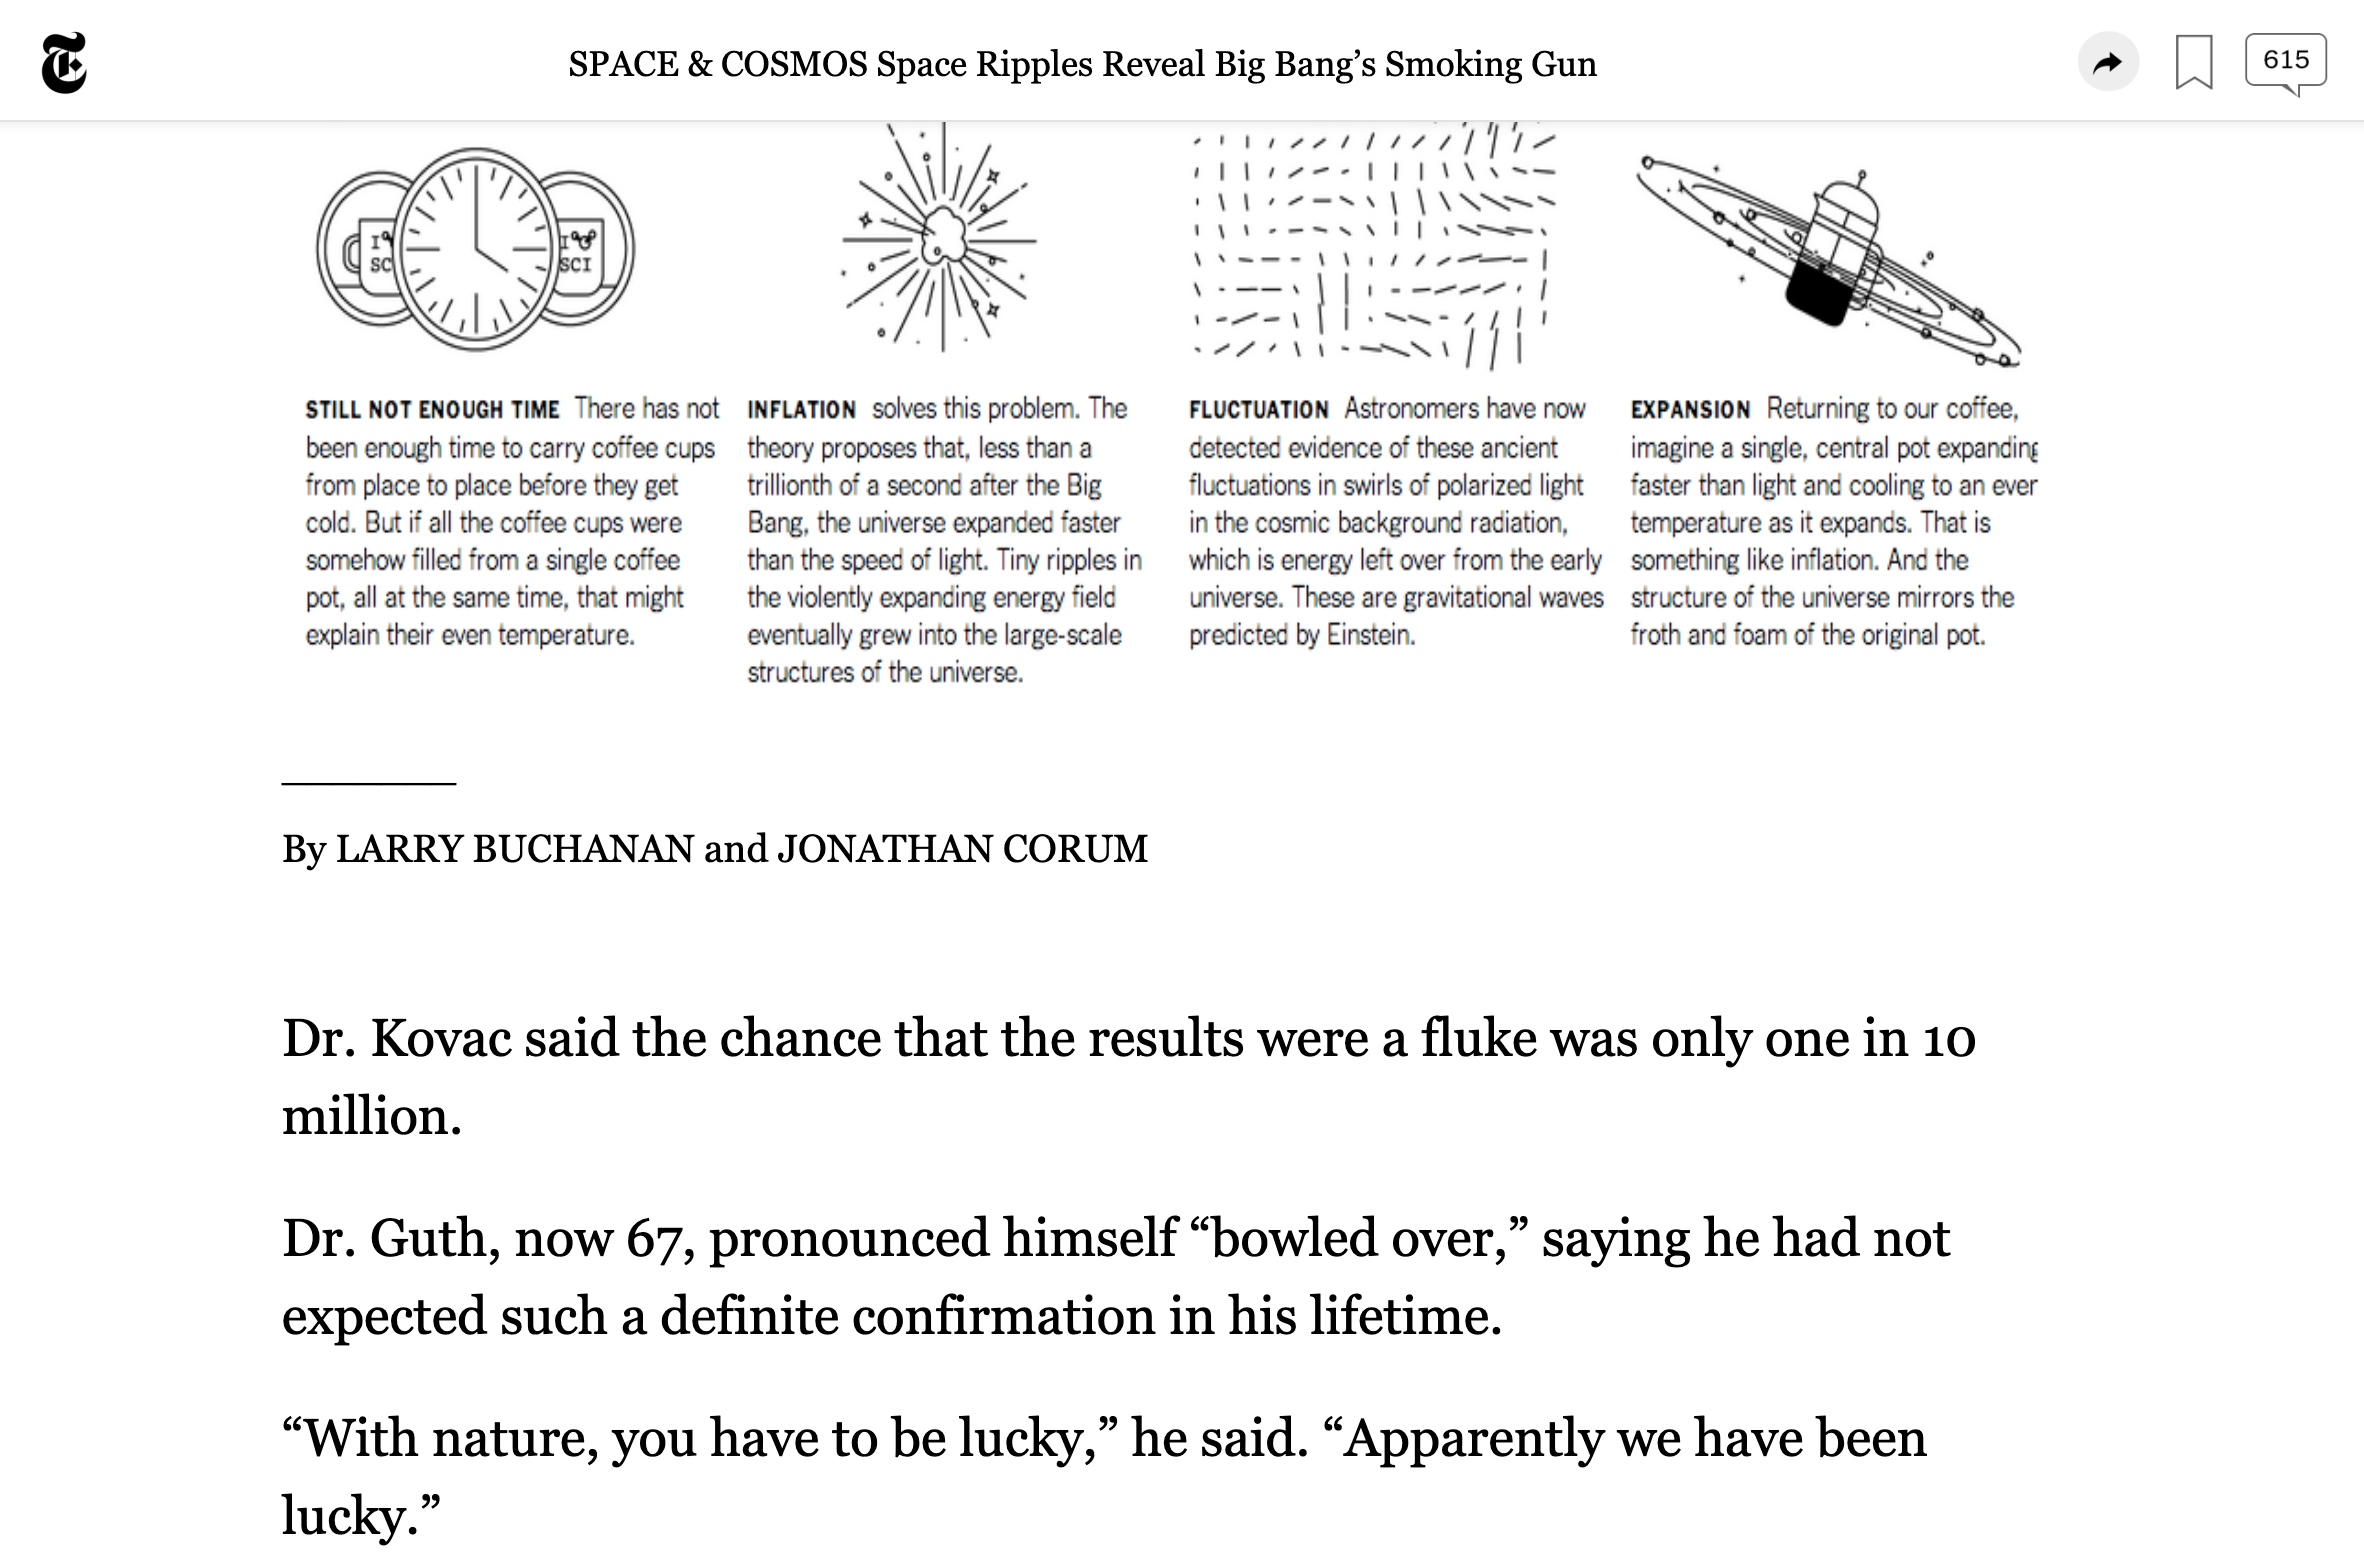 SPACE & COSMOS Space Ripples Reveal Big Bang’s Smoking Gun
615
I
SC
I
SCI
STILL NOT ENOUGH TIME There has not
been enough time to carry coffee cups
from place to place before they get
cold. But if all the coffee cups were
somehow filled from a single coffee
pot, all at the same time, that might
explain their even temperature.
INFLATION solves this problem. The
theory proposes that, less than a
trillionth of a second after the Big
Bang, the universe expanded faster
than the speed of light. Tiny ripples in
the violently expanding energy field
eventually grew into the large-scale
structures of the universe.
FLUCTUATION Astronomers have now
detected evidence of these ancient
fluctuations in swirls of polarized light
in the cosmic background radiation,
which is energy left over from the early
universe. These are gravitational waves
predicted by Einstein.
EXPANSION Returning to our coffee,
imagine a single, central pot expanding
faster than light and cooling to an ever
temperature as it expands. That is
something like inflation. And the
structure of the universe mirrors the
froth and foam of the original pot.
By LARRY BUCHANAN and JONATHAN CORUM
Dr. Kovac said the chance that the results were a fluke was only one in 10
million.
Dr. Guth, now 67, pronounced himself “bowled over,” saying he had not
expected such a definite confirmation in his lifetime.
“With nature, you have to be lucky,” he said. “Apparently we have been
lucky.”